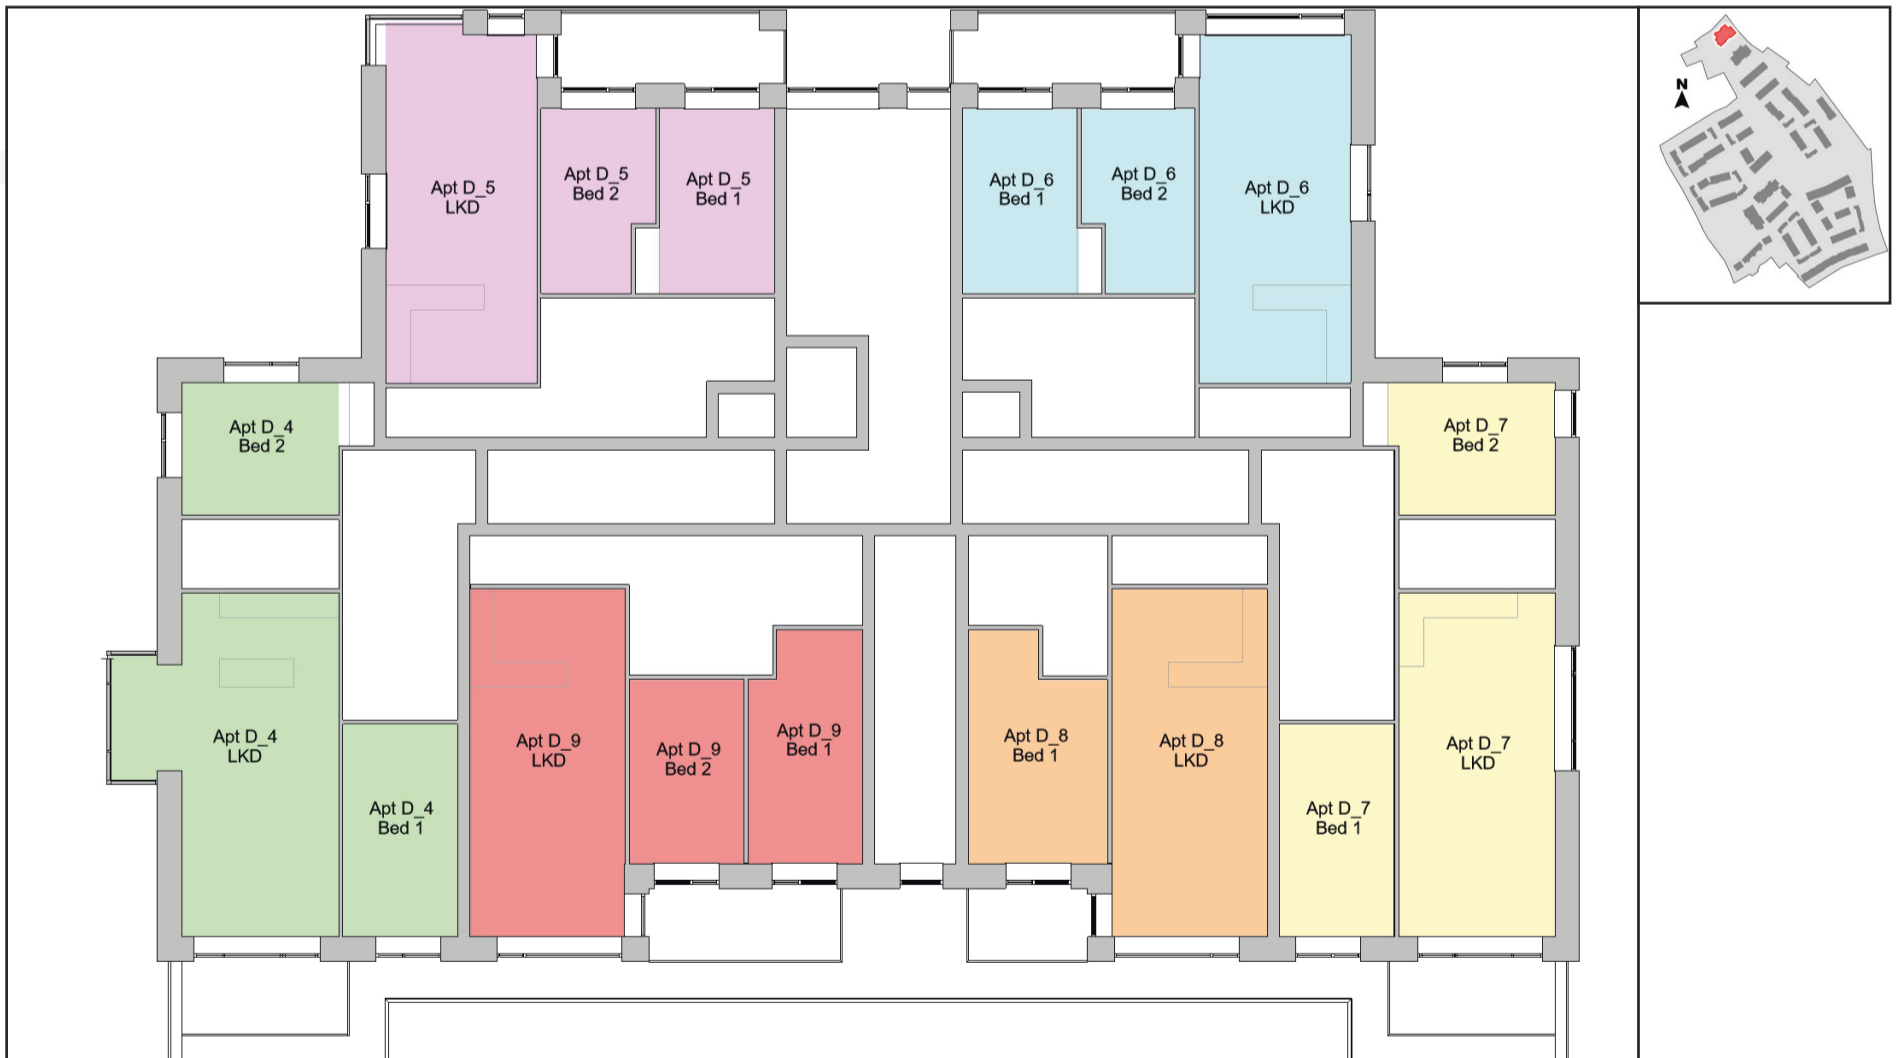 N
Apt D_5
LKD
Apt D_5
Bed 2
Apt D_5
Bed 1
Apt D_6
Bed 1
Apt D_6
Bed 2
Apt D_6
LKD
Apt D_4
Bed 2
Apt D_7
Bed 2
Apt D_4
LKD
Apt D_4
Bed 1
Apt D_9
LKD
Apt D_9
Bed 2
Apt D_9
Bed 1
Apt D_8
Bed 1
Apt D_8
LKD
Apt D_7
Bed 1
Apt D_7
LKD